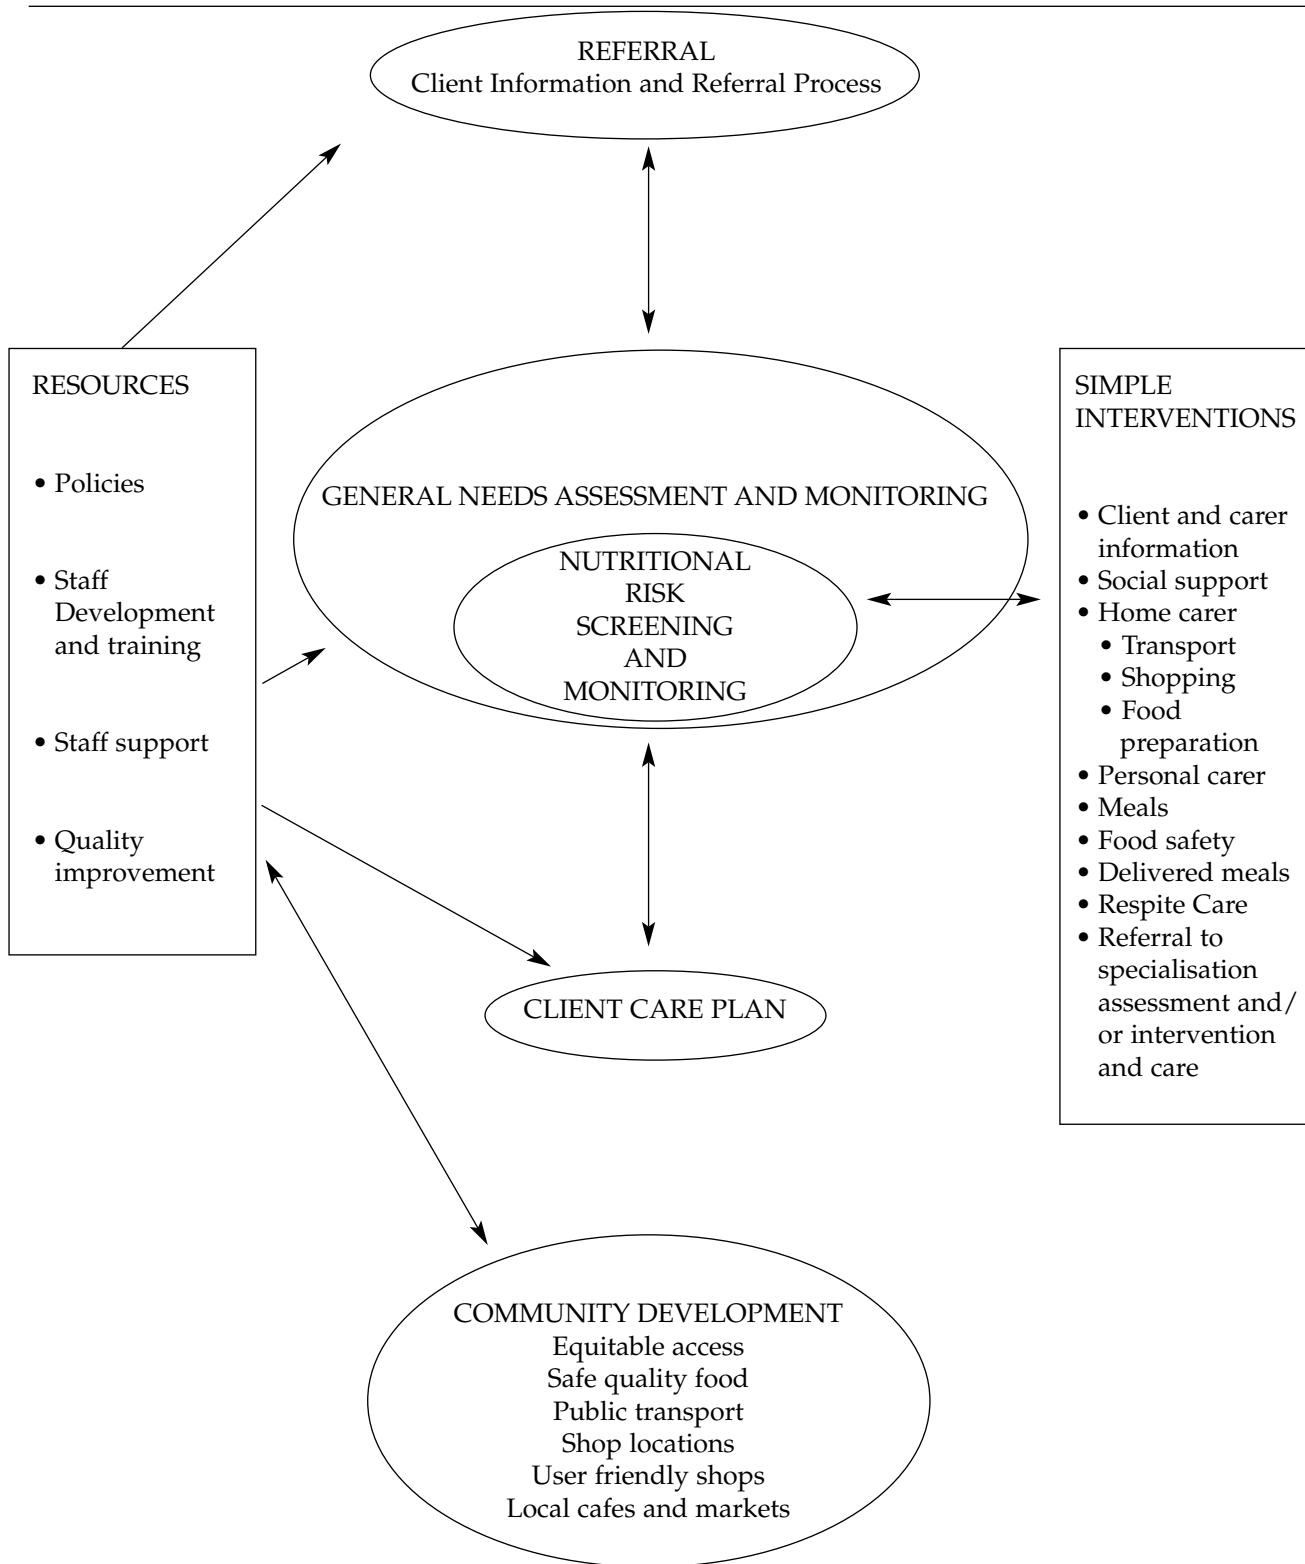 REFERRAL
Client Information and Referral Process
RESOURCES
• Policies
• Staff
Development
and training
• Staff support
• Quality
improvement
GENERAL NEEDS ASSESSMENT AND MONITORING
NUTRITIONAL
RISK
SCREENING
AND
MONITORING
SIMPLE
INTERVENTIONS
• Client and carer
information
• Social support
• Home carer
• Transport
• Shopping
• Food
preparation
• Personal carer
• Meals
• Food safety
• Delivered meals
• Respite Care
• Referral to
specialisation
assessment and/
or intervention
and care
CLIENT CARE PLAN
COMMUNITY DEVELOPMENT
Equitable access
Safe quality food
Public transport
Shop locations
User friendly shops
Local cafes and markets